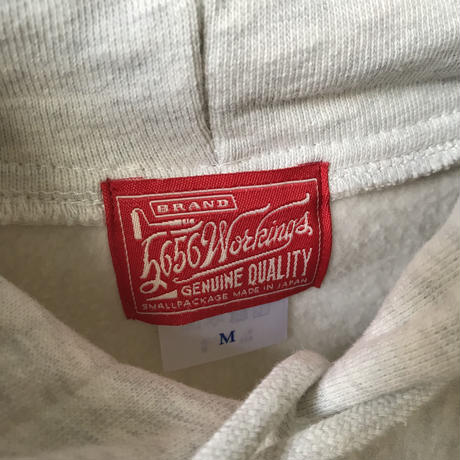 BRAND
5656 Workings
GENUINE QUALITY
SMALLPACKAGE MADE IN JAPAN
M